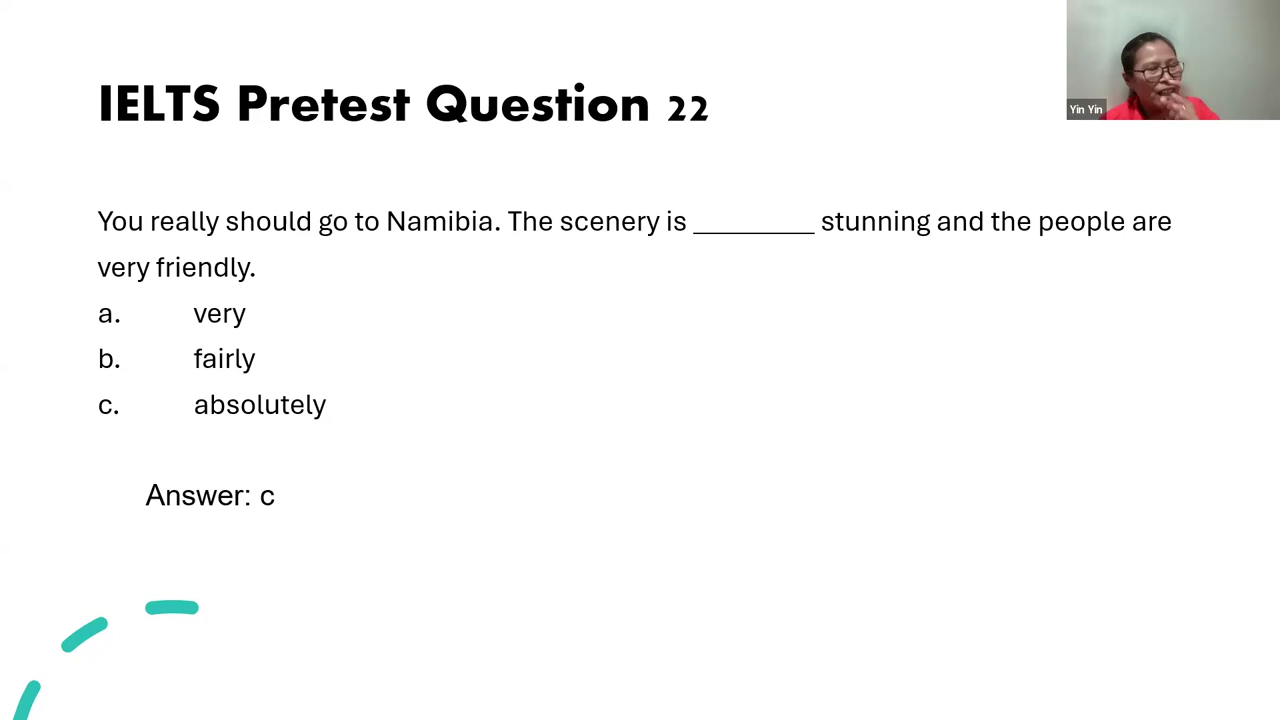 IELTS Pretest Question 22
Yin Yin
You really should go to Namibia. The scenery is _________ stunning and the people are
very friendly.
a. very
b. fairly
c. absolutely
Answer: c